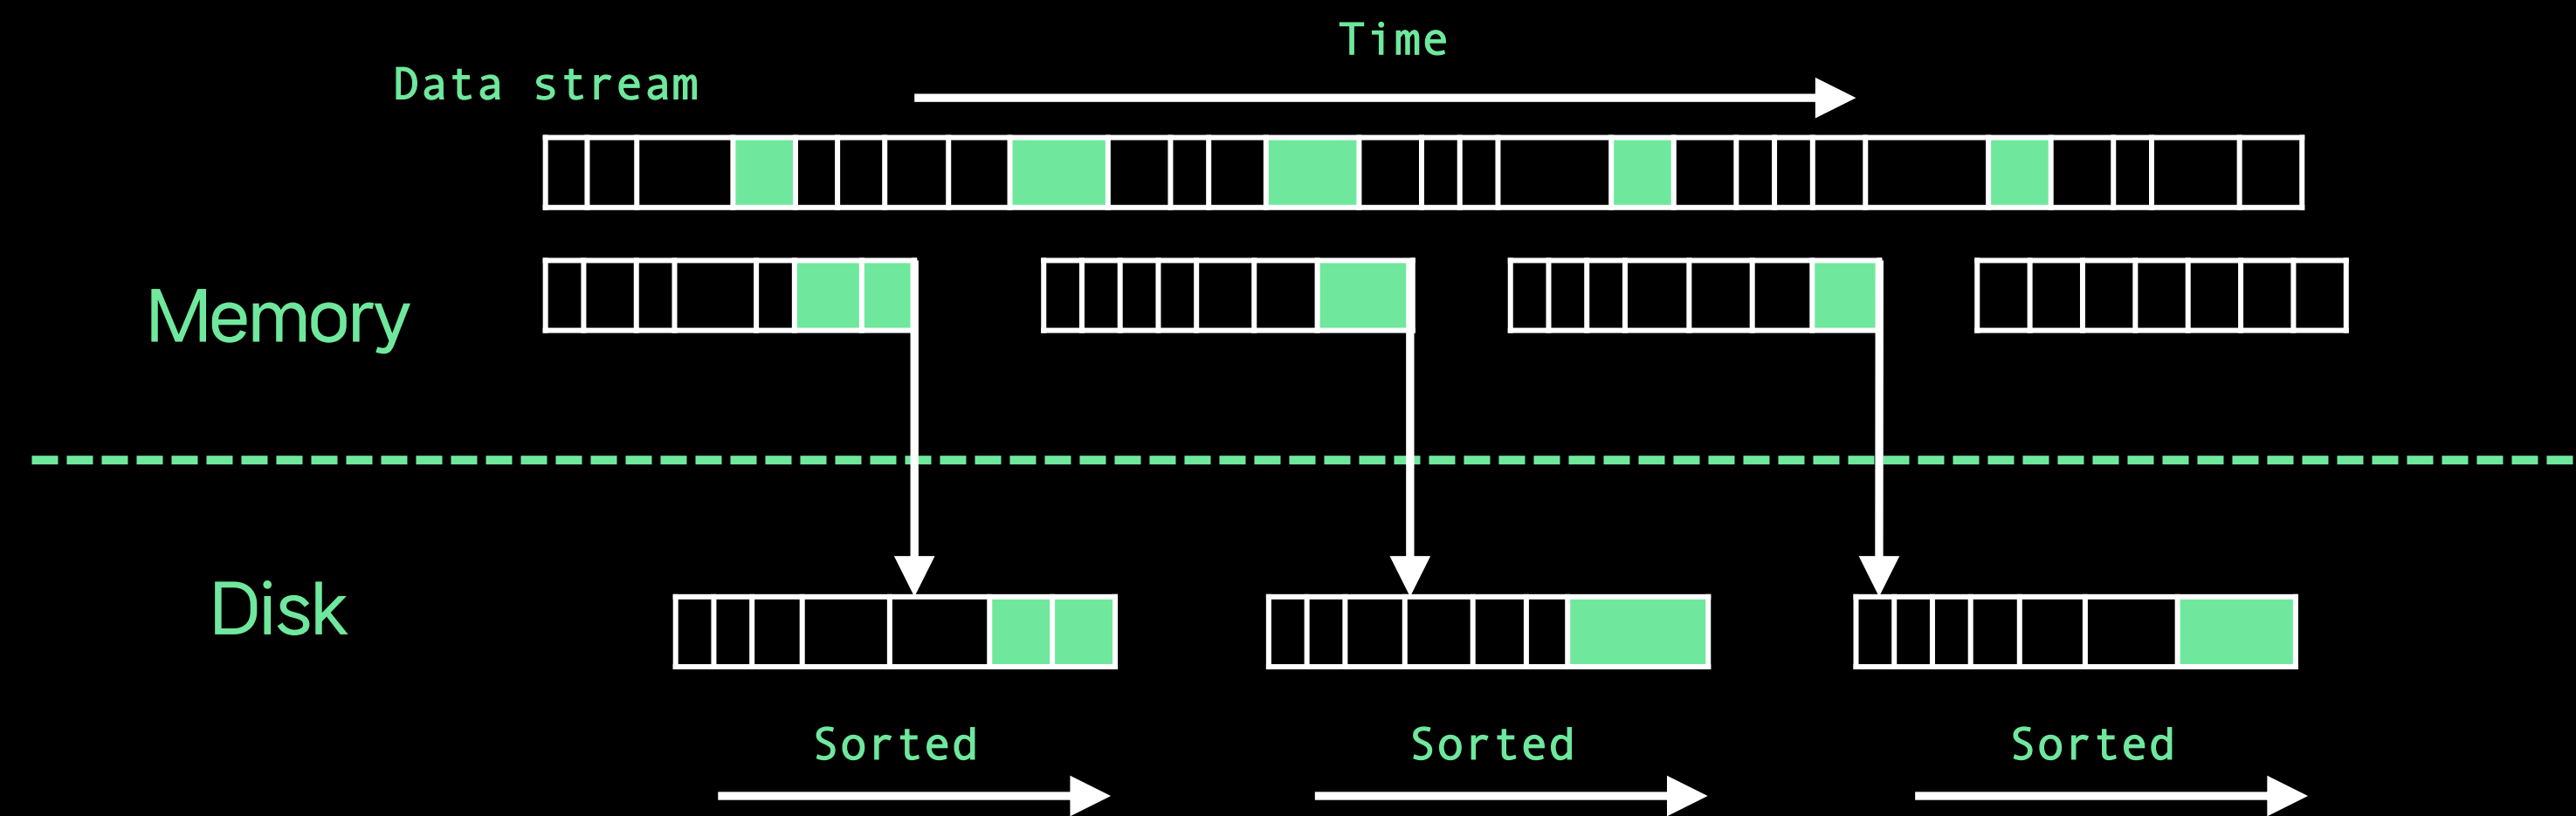 Time
Data stream
Memory
Disk
Sorted
Sorted
Sorted